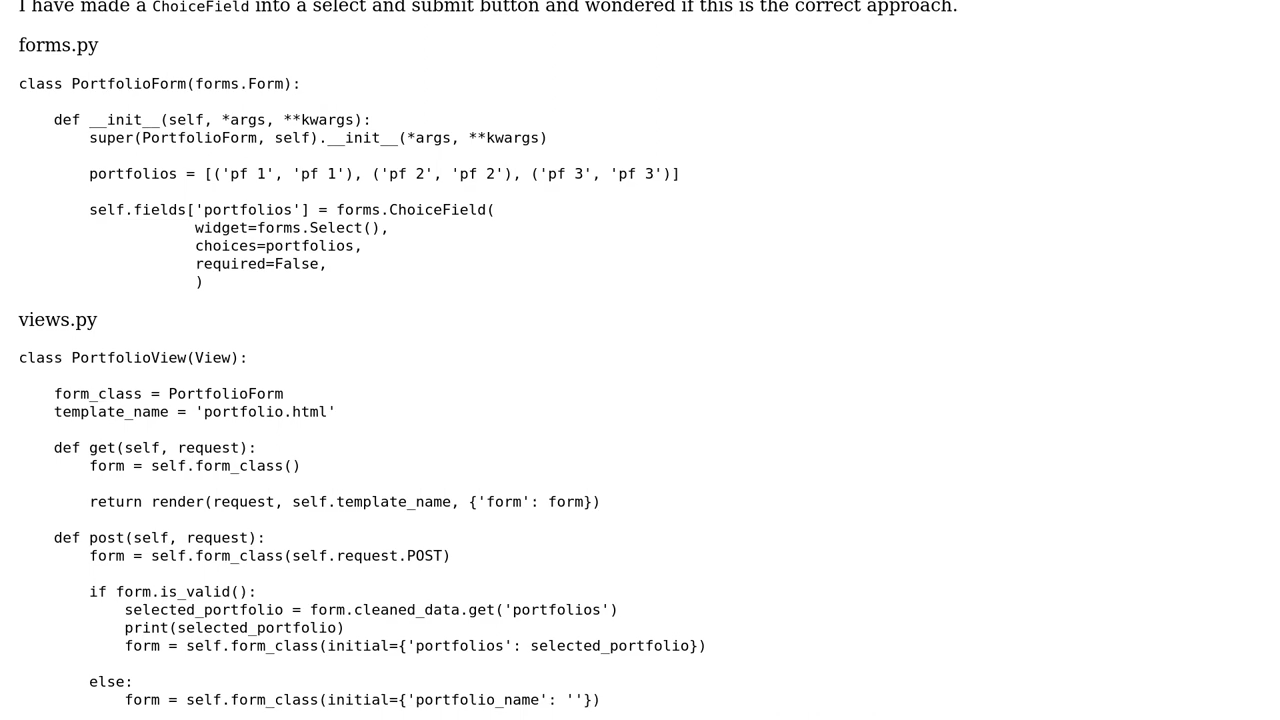 I have made a ChoiceField into a select and submit button and wondered if this is the correct approach.
forms.py
class PortfolioForm(forms.Form):
    def __init__(self, *args, **kwargs):
        super(PortfolioForm, self).__init__(*args, **kwargs)
        portfolios = [('pf 1', 'pf 1'), ('pf 2', 'pf 2'), ('pf 3', 'pf 3')]
        self.fields['portfolios'] = forms.ChoiceField(
                    widget=forms.Select(),
                    choices=portfolios,
                    required=False,
                    )
views.py
class PortfolioView(View):
    form_class = PortfolioForm
    template_name = 'portfolio.html'
    def get(self, request):
        form = self.form_class()
        return render(request, self.template_name, {'form': form})
    def post(self, request):
        form = self.form_class(self.request.POST)
        if form.is_valid():
            selected_portfolio = form.cleaned_data.get('portfolios')
            print(selected_portfolio)
            form = self.form_class(initial={'portfolios': selected_portfolio})
        else:
            form = self.form_class(initial={'portfolio_name': ''})